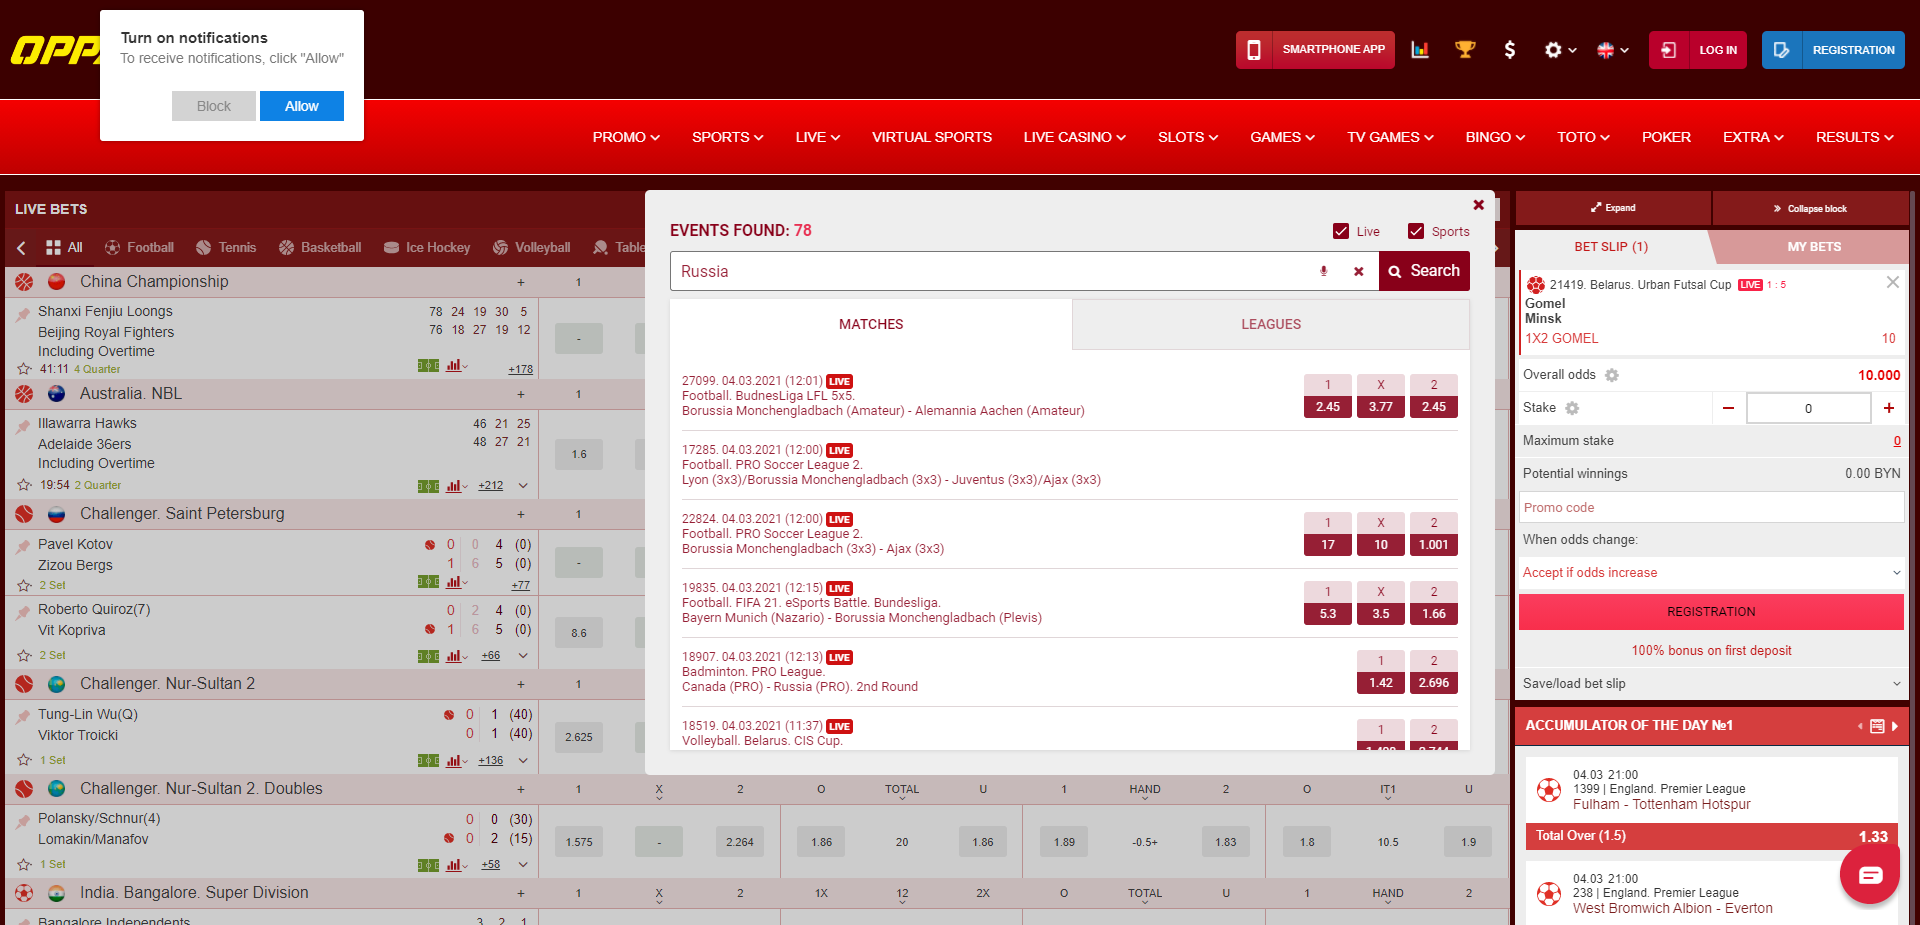 Turn on notifications
To receive notifications, click "Allow"
Block
Allow
SMARTPHONE APP
LOG IN
REGISTRATION
PROMO
SPORTS
LIVE
VIRTUAL SPORTS
LIVE CASINO
SLOTS
GAMES
TV GAMES
BINGO
TOTO
POKER
EXTRA
RESULTS
LIVE BETS
All
Football
Tennis
Basketball
Ice Hockey
Volleyball
China Championship + 1
Shanxi Fenjiu Loongs 78 24 19 30 5
Beijing Royal Fighters 76 18 27 19 12
Including Overtime
41:11 4 Quarter +178
-
Australia. NBL + 1
Illawarra Hawks 46 21 25
Adelaide 36ers 48 27 21
Including Overtime
19:54 2 Quarter +212
1.6
Challenger. Saint Petersburg + 1
Pavel Kotov 0 0 4 (0)
Zizou Bergs 1 6 5 (0)
2 Set +77
-
Roberto Quiroz(7) 0 2 4 (0)
Vit Kopriva 1 6 5 (0)
2 Set +66
8.6
Challenger. Nur-Sultan 2 + 1
Tung-Lin Wu(Q) 0 1 (40)
Viktor Troicki 0 1 (40)
1 Set +136
2.625
Challenger. Nur-Sultan 2. Doubles + 1 X 2 O TOTAL U 1 HAND 2 O IT1 U
Polansky/Schnur(4) 0 0 (30)
Lomakin/Manafov 0 2 (15)
1 Set +58
1.575 - 2.264 1.86 20 1.86 1.89 -0.5+ 1.83 1.8 10.5 1.9
India. Bangalore. Super Division + 1 X 2 1X 12 2X O TOTAL U 1 HAND 2
Bangalore Independents 3 2 1
EVENTS FOUND: 78
Live
Sports
Russia
Search
MATCHES
LEAGUES
27099. 04.03.2021 (12:01) LIVE
Football. BudnesLiga LFL 5x5.
Borussia Monchengladbach (Amateur) - Alemannia Aachen (Amateur)
1 X 2
2.45 3.77 2.45
17285. 04.03.2021 (12:00) LIVE
Football. PRO Soccer League 2.
Lyon (3x3)/Borussia Monchengladbach (3x3) - Juventus (3x3)/Ajax (3x3)
22824. 04.03.2021 (12:00) LIVE
Football. PRO Soccer League 2.
Borussia Monchengladbach (3x3) - Ajax (3x3)
1 X 2
17 10 1.001
19835. 04.03.2021 (12:15) LIVE
Football. FIFA 21. eSports Battle. Bundesliga.
Bayern Munich (Nazario) - Borussia Monchengladbach (Plevis)
1 X 2
5.3 3.5 1.66
18907. 04.03.2021 (12:13) LIVE
Badminton. PRO League.
Canada (PRO) - Russia (PRO). 2nd Round
1 2
1.42 2.696
18519. 04.03.2021 (11:37) LIVE
Volleyball. Belarus. CIS Cup.
1 2
Expand
Collapse block
BET SLIP (1)
MY BETS
21419. Belarus. Urban Futsal Cup LIVE 1 : 5
Gomel
Minsk
1X2 GOMEL 10
Overall odds 10.000
Stake 0
Maximum stake 0
Potential winnings 0.00 BYN
Promo code
When odds change:
Accept if odds increase
REGISTRATION
100% bonus on first deposit
Save/load bet slip
ACCUMULATOR OF THE DAY №1
04.03 21:00
1399 | England. Premier League
Fulham - Tottenham Hotspur
Total Over (1.5) 1.33
04.03 21:00
238 | England. Premier League
West Bromwich Albion - Everton